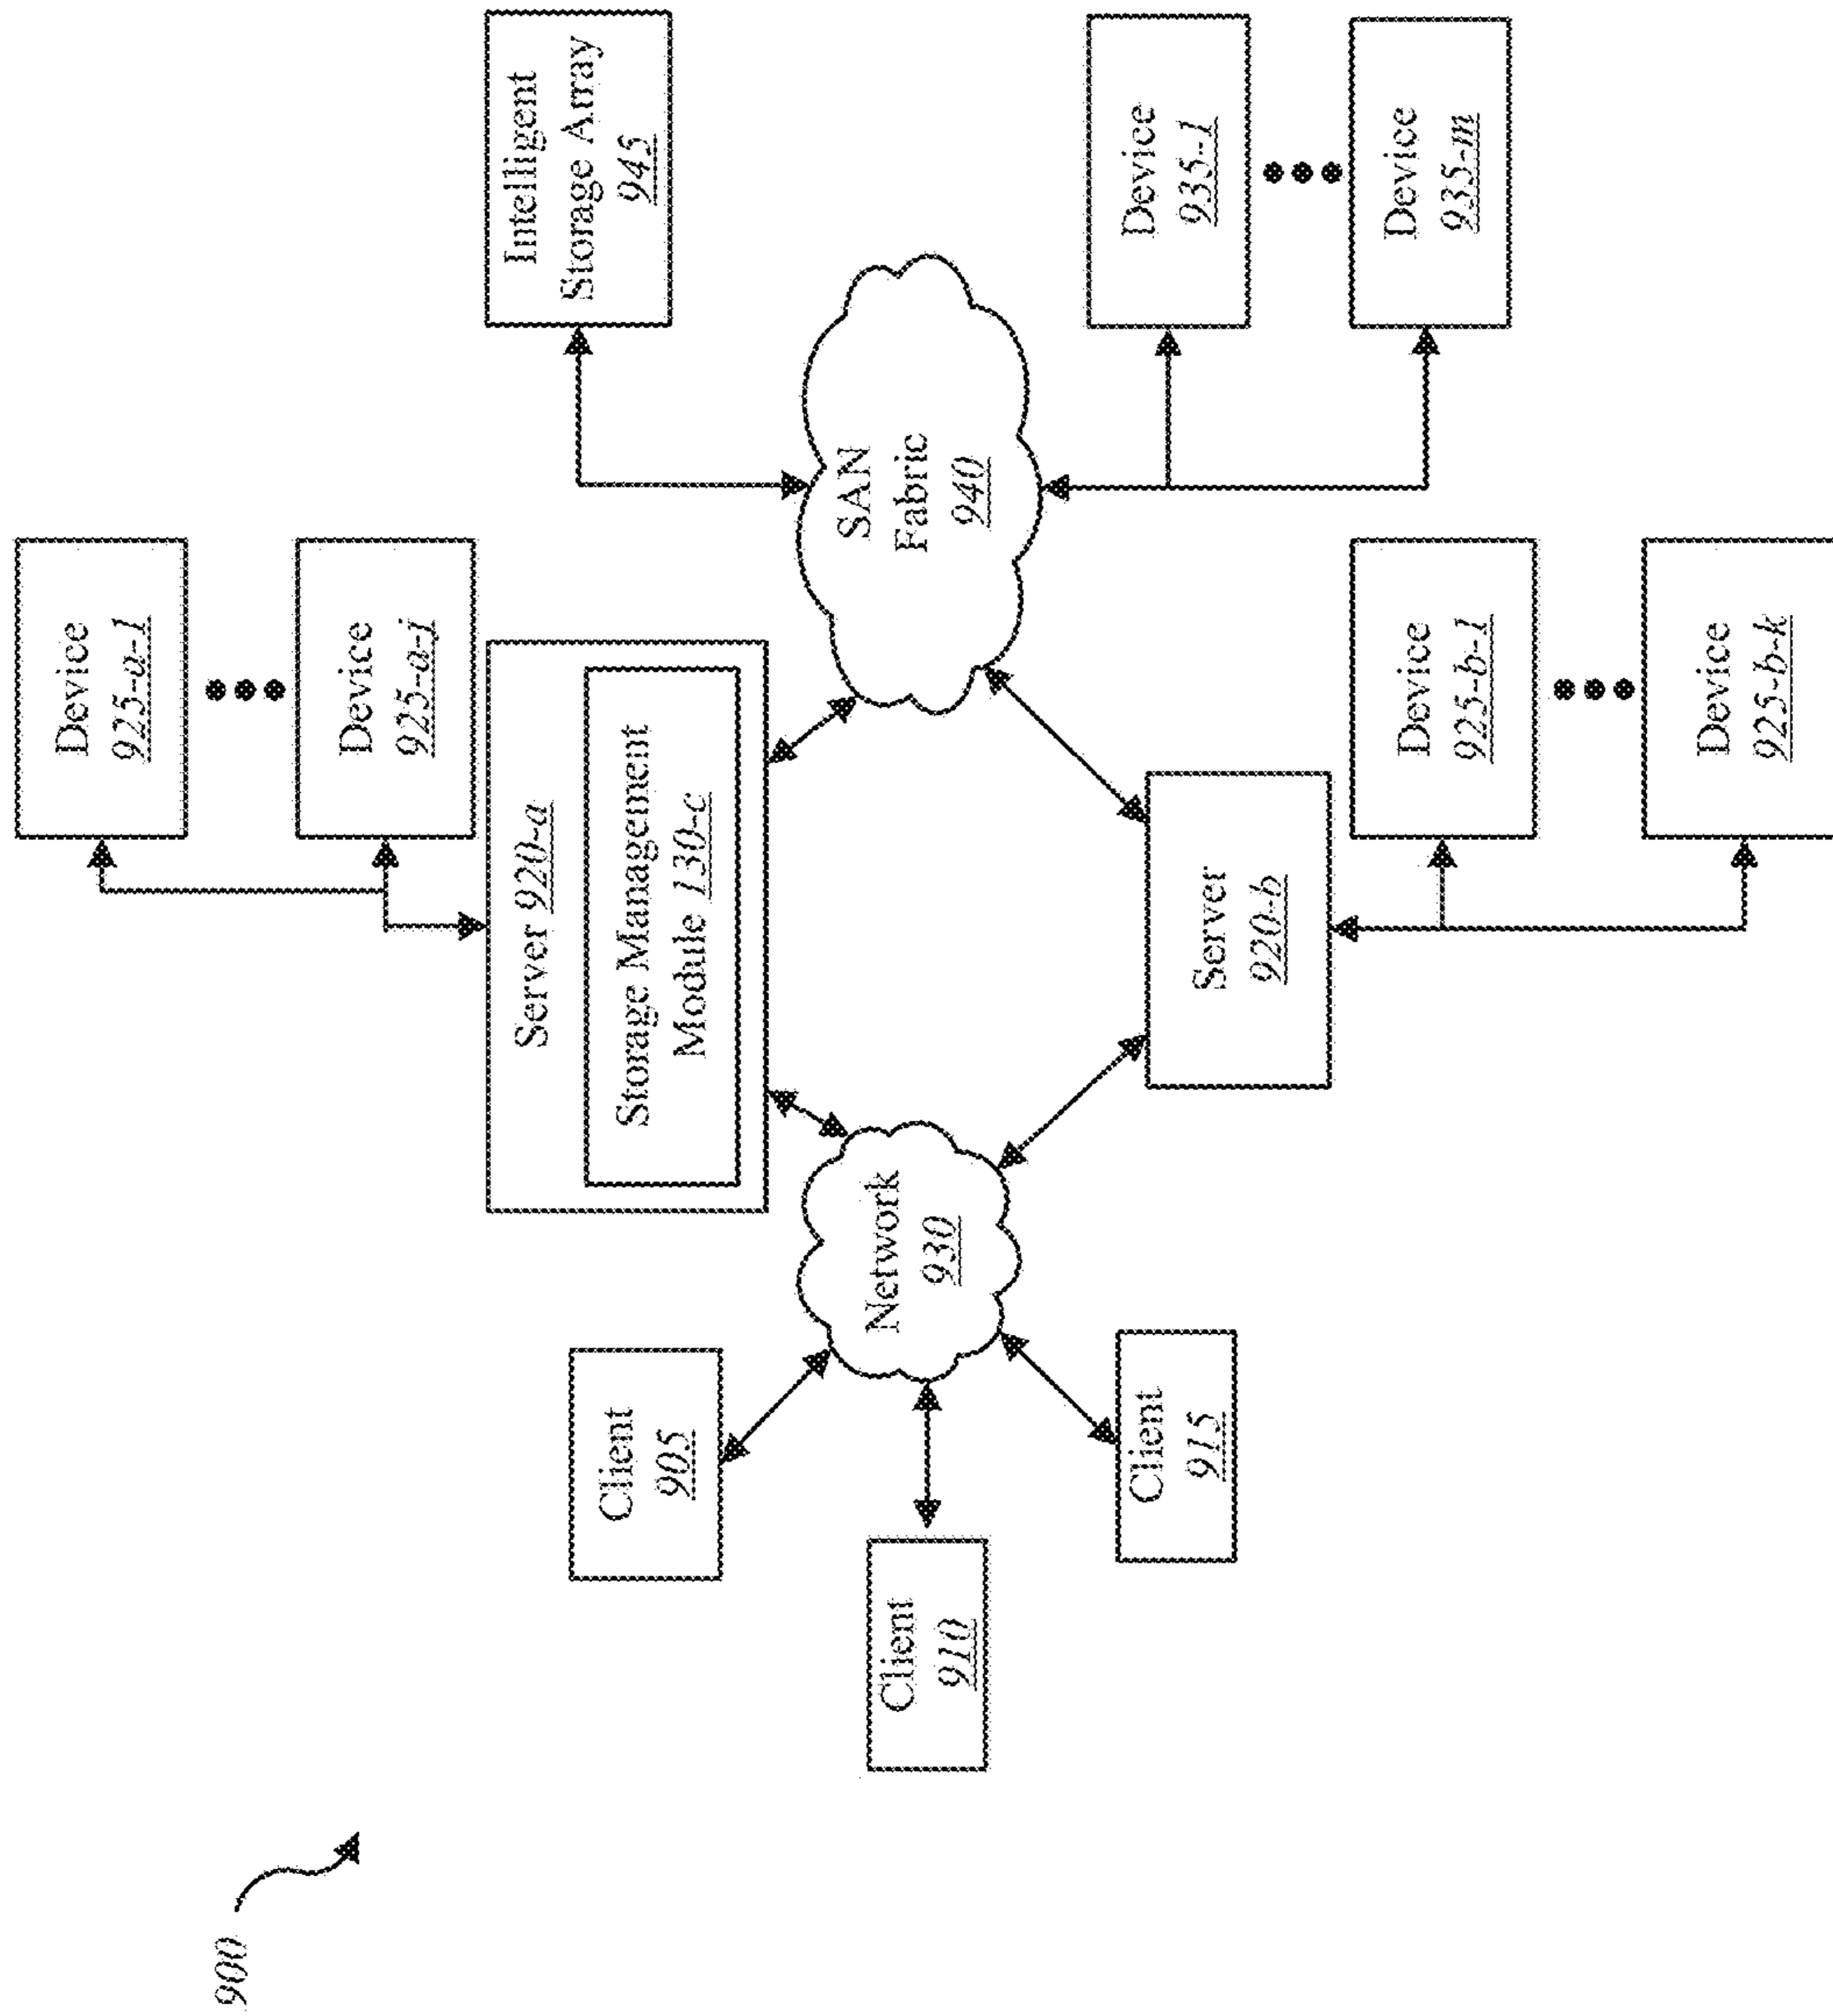 900
Device
925-a-1
Device
925-a-j
Server 920-a
Storage Management
Module 130-c
Intelligent
Storage Array
945
Client
905
Client
910
Client
915
Network
930
SAN
Fabric
940
Server
920-b
Device
935-1
Device
935-m
Device
925-b-1
Device
925-b-k